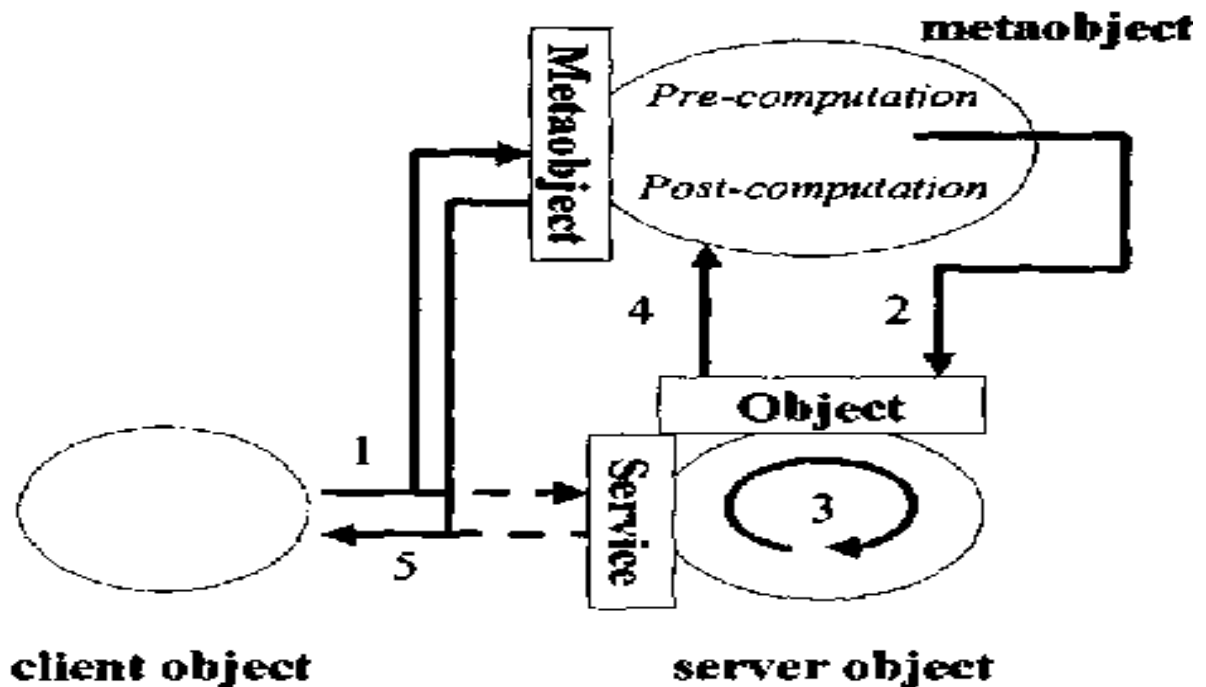 metaobject
Metaobject
Pre-computation
Post-computation
4
2
Object
1
Service
3
5
client object
server object